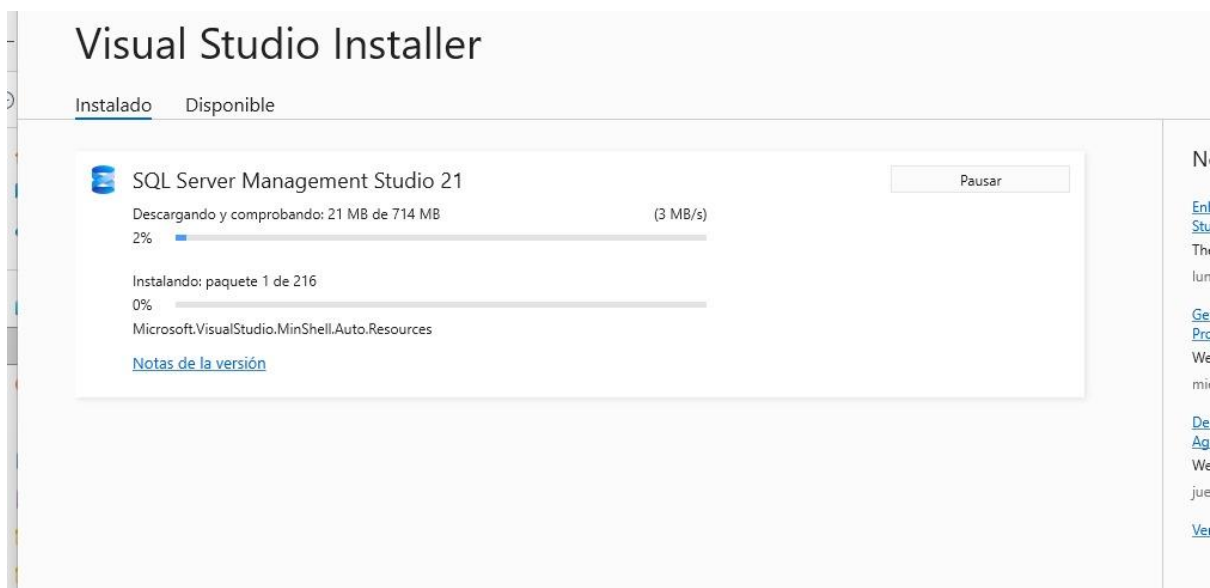 Visual Studio Installer
Instalado Disponible
SQL Server Management Studio 21
Pausar
Descargando y comprobando: 21 MB de 714 MB (3 MB/s)
2%
Instalando: paquete 1 de 216
0%
Microsoft.VisualStudio.MinShell.Auto.Resources
Notas de la versión